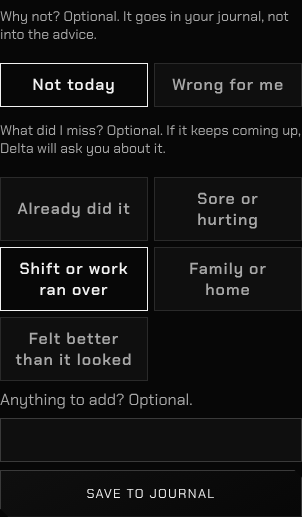 Why not? Optional. It goes in your journal, not
into the advice.
Not today
Wrong for me
What did I miss? Optional. If it keeps coming up,
Delta will ask you about it.
Already did it
Sore or
hurting
Shift or work
ran over
Family or
home
Felt better
than it looked
Anything to add? Optional.
SAVE TO JOURNAL